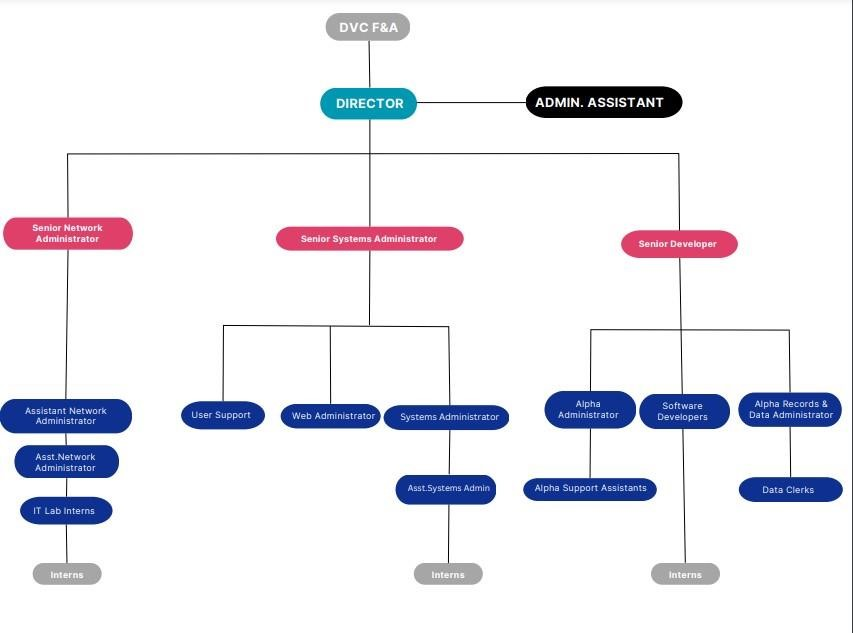 DVC F&A
DIRECTOR
ADMIN. ASSISTANT
Senior Network
Administrator
Senior Systems Administrator
Senior Developer
Assistant Network
Administrator
User Support
Web Administrator
Systems Administrator
Alpha
Administrator
Software
Developers
Alpha Records &
Data Administrator
Asst.Network
Administrator
Asst.Systems Admin
Alpha Support Assistants
Data Clerks
IT Lab Interns
Interns
Interns
Interns